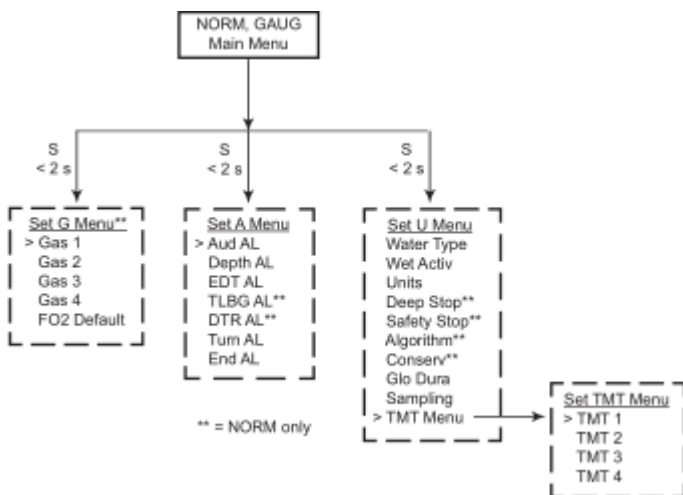 NORM, GAUG
Main Menu
S
< 2 s
S
< 2 s
S
< 2 s
Set G Menu**
> Gas 1
Gas 2
Gas 3
Gas 4
FO2 Default
Set A Menu
> Aud AL
Depth AL
EDT AL
TLBG AL**
DTR AL**
Turn AL
End AL
** = NORM only
Set U Menu
Water Type
Wet Activ
Units
Deep Stop**
Safety Stop**
Algorithm**
Conserv**
Glo Dura
Sampling
> TMT Menu
Set TMT Menu
> TMT 1
TMT 2
TMT 3
TMT 4